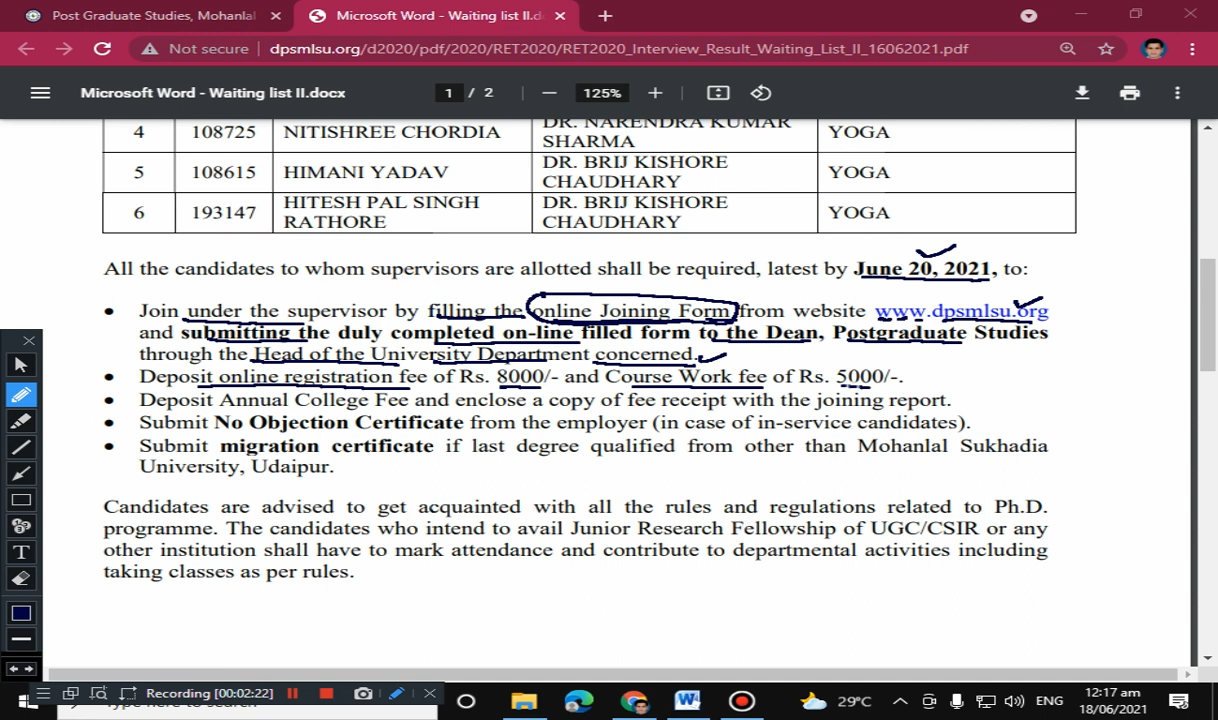 Post Graduate Studies, Mohanlal
Microsoft Word - Waiting list II.do
Not secure
dpsmlsu.org/d2020/pdf/2020/RET2020/RET2020_Interview_Result_Waiting_List_II_16062021.pdf
Microsoft Word - Waiting list II.docx
1 / 2
125%
4 108725 NITISHREE CHORDIA DR. NARENDRA KUMAR SHARMA YOGA
5 108615 HIMANI YADAV DR. BRIJ KISHORE CHAUDHARY YOGA
6 193147 HITESH PAL SINGH RATHORE DR. BRIJ KISHORE CHAUDHARY YOGA
All the candidates to whom supervisors are allotted shall be required, latest by June 20, 2021, to:
• Join under the supervisor by filling the online Joining Form from website www.dpsmlsu.org
and submitting the duly completed on-line filled form to the Dean, Postgraduate Studies
through the Head of the University Department concerned.
• Deposit online registration fee of Rs. 8000/- and Course Work fee of Rs. 5000/-.
• Deposit Annual College Fee and enclose a copy of fee receipt with the joining report.
• Submit No Objection Certificate from the employer (in case of in-service candidates).
• Submit migration certificate if last degree qualified from other than Mohanlal Sukhadia
University, Udaipur.
Candidates are advised to get acquainted with all the rules and regulations related to Ph.D.
programme. The candidates who intend to avail Junior Research Fellowship of UGC/CSIR or any
other institution shall have to mark attendance and contribute to departmental activities including
taking classes as per rules.
T
Recording [00:02:22]
29°C
ENG
12:17 am
18/06/2021